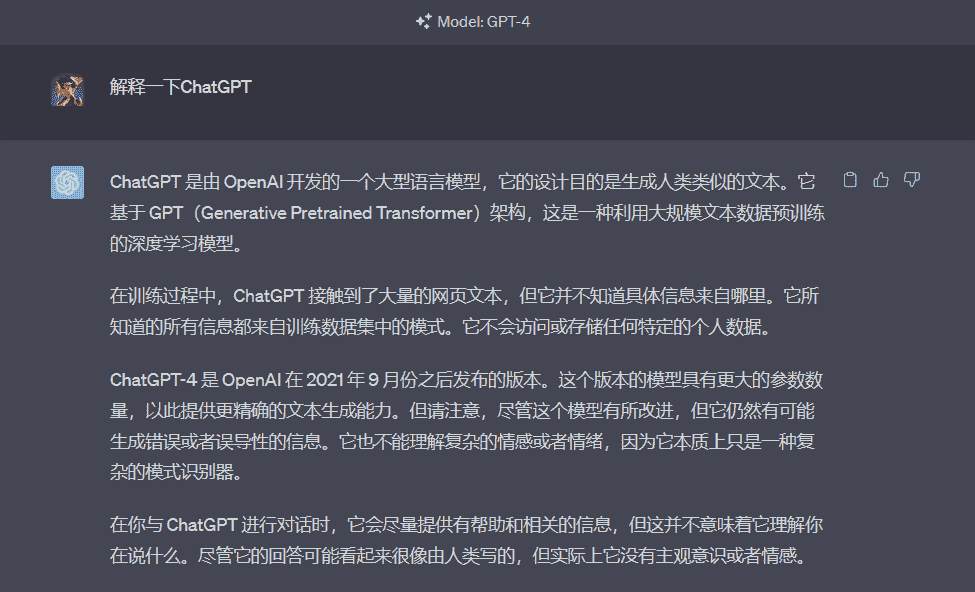 Model: GPT-4
解释一下ChatGPT
ChatGPT 是由 OpenAI 开发的一个大型语言模型，它的设计目的是生成人类类似的文本。它
基于 GPT（Generative Pretrained Transformer）架构，这是一种利用大规模文本数据预训练
的深度学习模型。
在训练过程中，ChatGPT 接触到了大量的网页文本，但它并不知道具体信息来自哪里。它所
知道的所有信息都来自训练数据集中的模式。它不会访问或存储任何特定的个人数据。
ChatGPT-4 是 OpenAI 在 2021 年 9 月份之后发布的版本。这个版本的模型具有更大的参数数
量，以此提供更精确的文本生成能力。但请注意，尽管这个模型有所改进，但它仍然有可能
生成错误或者误导性的信息。它也不能理解复杂的情感或者情绪，因为它本质上只是一种复
杂的模式识别器。
在你与 ChatGPT 进行对话时，它会尽量提供有帮助和相关的信息，但这并不意味着它理解你
在说什么。尽管它的回答可能看起来很像由人类写的，但实际上它没有主观意识或者情感。